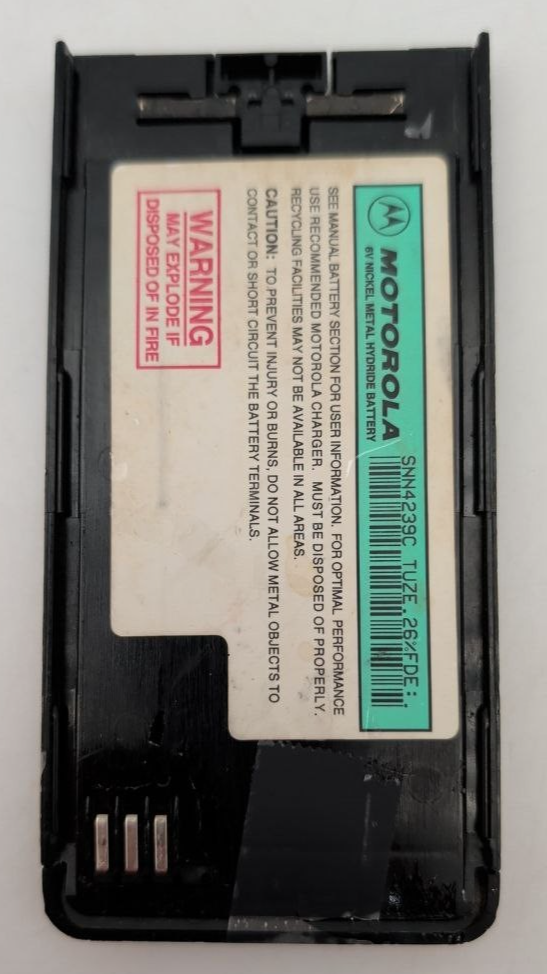 MOTOROLA
6V NICKEL METAL HYDRIDE BATTERY
SNN4239C TUZE.26%FDE:.
SEE MANUAL BATTERY SECTION FOR USER INFORMATION. FOR OPTIMAL PERFORMANCE
USE RECOMMENDED MOTOROLA CHARGER. MUST BE DISPOSED OF PROPERLY.
RECYCLING FACILITIES MAY NOT BE AVAILABLE IN ALL AREAS.
CAUTION: TO PREVENT INJURY OR BURNS, DO NOT ALLOW METAL OBJECTS TO
CONTACT OR SHORT CIRCUIT THE BATTERY TERMINALS.
WARNING
MAY EXPLODE IF
DISPOSED OF IN FIRE